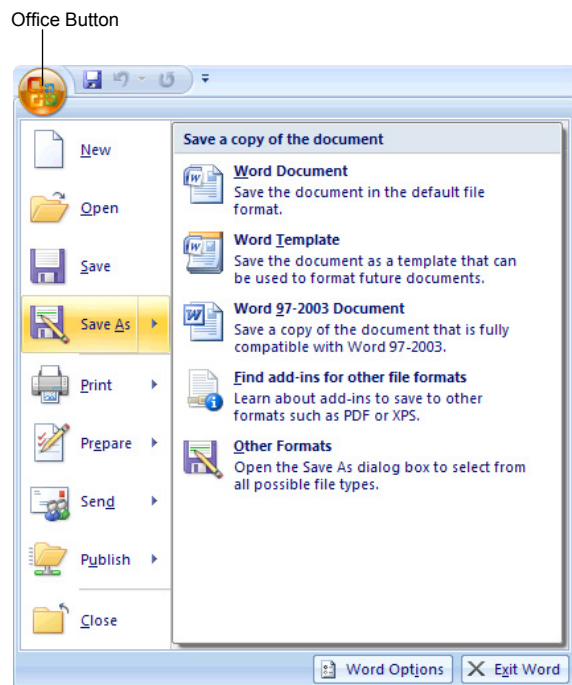 Office Button
New
Open
Save
Save As
Print
Prepare
Send
Publish
Close
Save a copy of the document
Word Document
Save the document in the default file
format.
Word Template
Save the document as a template that can
be used to format future documents.
Word 97-2003 Document
Save a copy of the document that is fully
compatible with Word 97-2003.
Find add-ins for other file formats
Learn about add-ins to save to other
formats such as PDF or XPS.
Other Formats
Open the Save As dialog box to select from
all possible file types.
Word Options
Exit Word